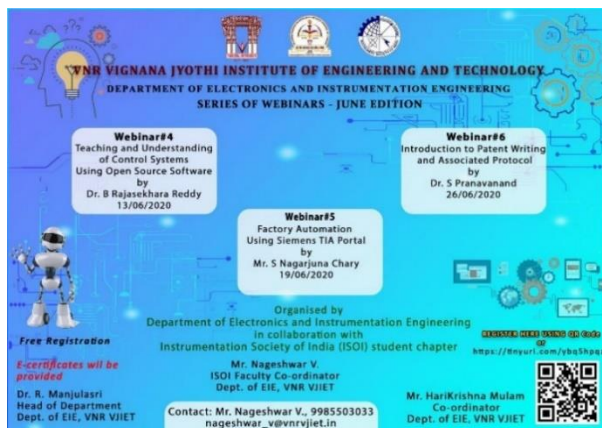 VNR VIGNANA JYOTHI INSTITUTE OF ENGINEERING AND TECHNOLOGY
DEPARTMENT OF ELECTRONICS AND INSTRUMENTATION ENGINEERING
SERIES OF WEBINARS - JUNE EDITION
Webinar#4
Teaching and Understanding
of Control Systems
Using Open Source Software
by
Dr. B Rajasekhara Reddy
13/06/2020
Webinar#6
Introduction to Patent Writing
and Associated Protocol
by
Dr. S Pranavanand
26/06/2020
Webinar#5
Factory Automation
Using Siemens TIA Portal
by
Mr. S Nagarjuna Chary
19/06/2020
Organised by
Department of Electronics and Instrumentation Engineering
in collaboration with
Instrumentation Society of India (ISOI) student chapter
Free Registration
E-certificates will be
provided
Dr. R. Manjulasri
Head of Department
Dept. of EIE, VNR VJIET
Mr. Nageshwar V.
ISOI Faculty Co-ordinator
Dept. of EIE, VNR VJIET
Contact: Mr. Nageshwar V., 9985503033
nageshwar_v@vnrvjiet.in
REGISTER HERE USING QR Code
or
Mr. HariKrishna Mulam
Co-ordinator
Dept. of EIE, VNR VJIET